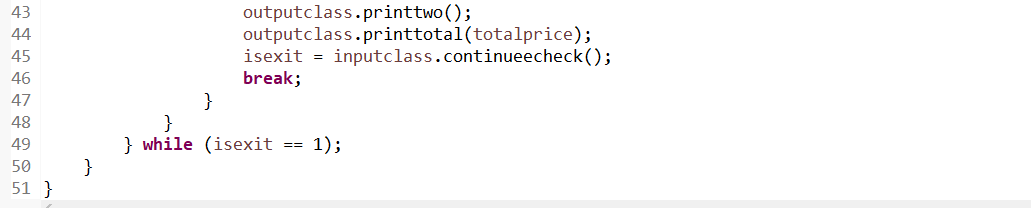 43 outputclass.printtwo();
44 outputclass.printtotal(totalprice);
45 isexit = inputclass.continueecheck();
46 break;
47 }
48 }
49 } while (isexit == 1);
50 }
51 }